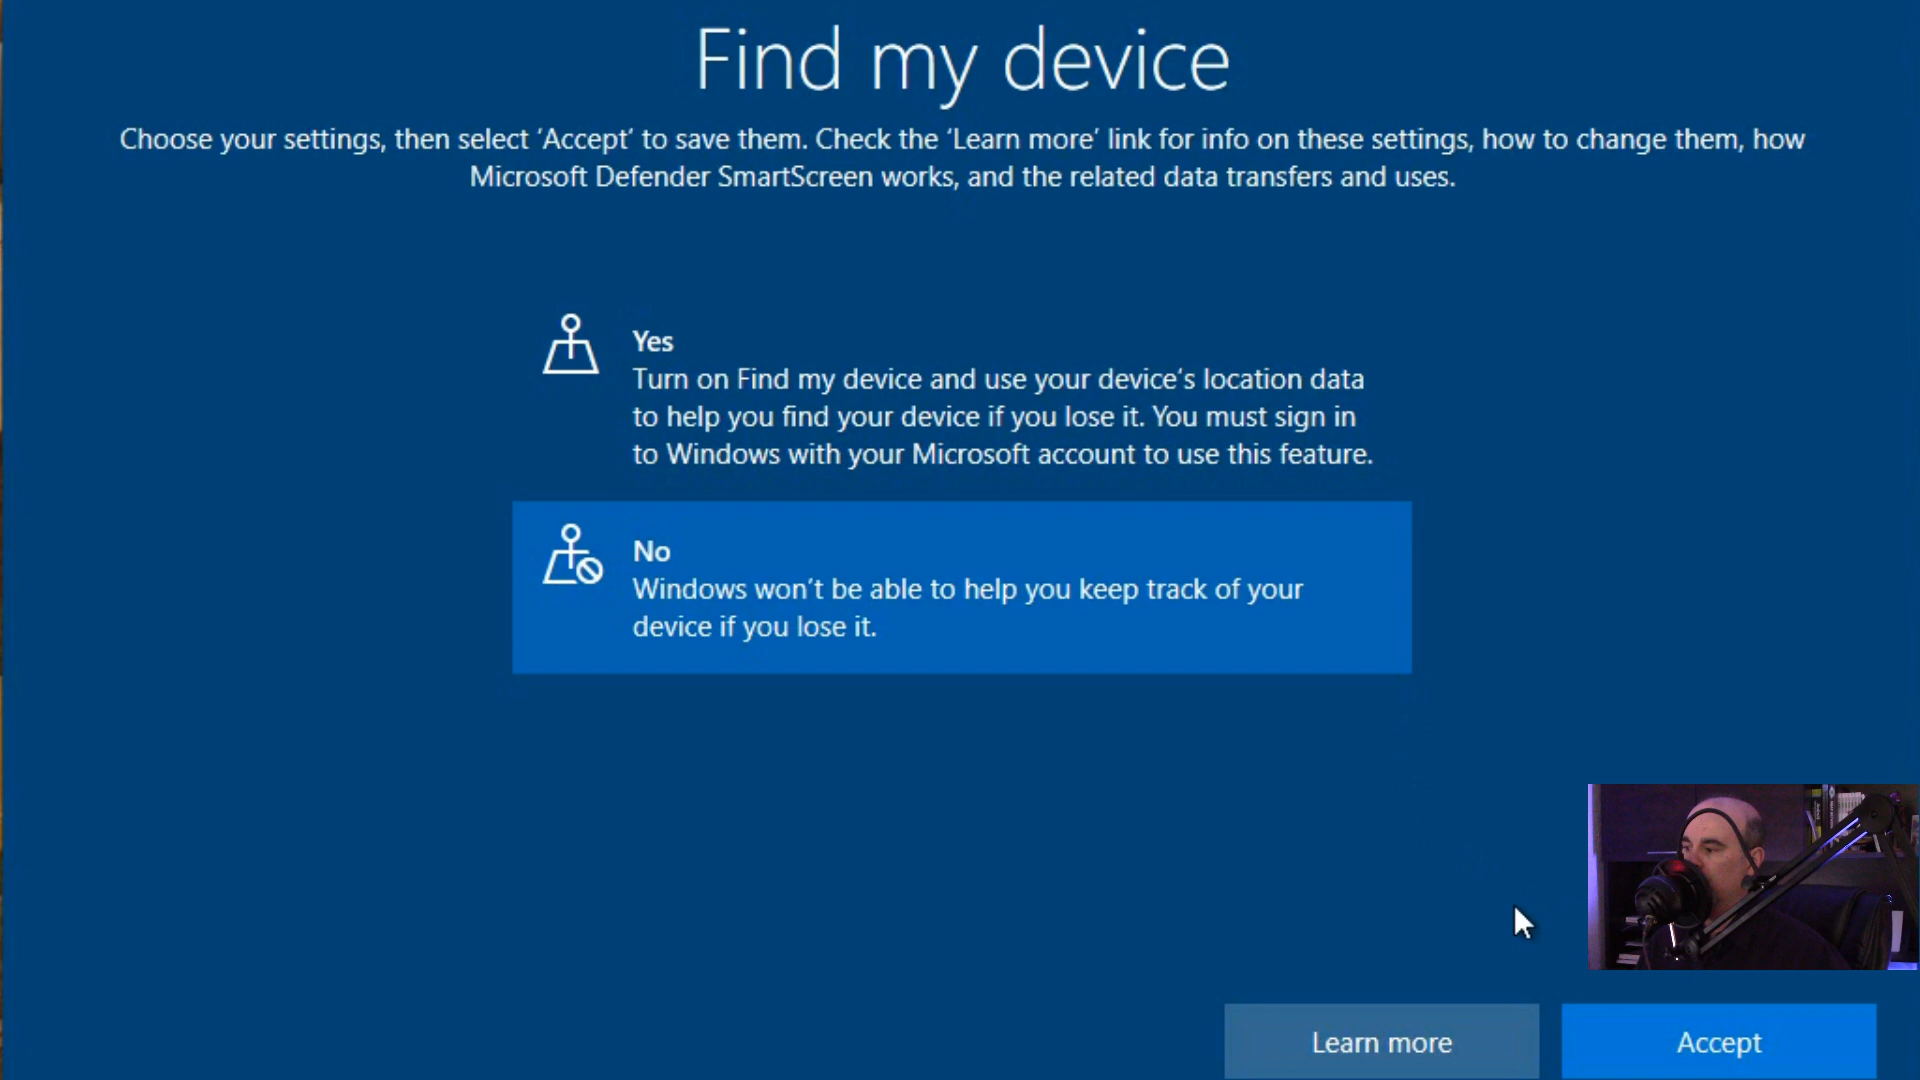 Find my device
Choose your settings, then select ‘Accept’ to save them. Check the ‘Learn more’ link for info on these settings, how to change them, how
Microsoft Defender SmartScreen works, and the related data transfers and uses.
Yes
Turn on Find my device and use your device’s location data
to help you find your device if you lose it. You must sign in
to Windows with your Microsoft account to use this feature.
No
Windows won’t be able to help you keep track of your
device if you lose it.
Learn more
Accept